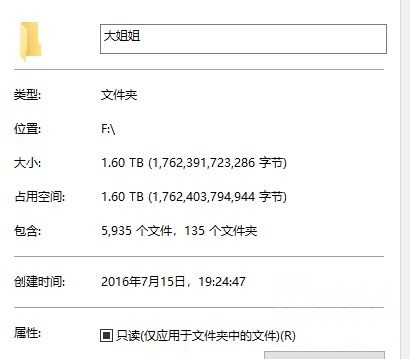 大姐姐
类型: 文件夹
位置: F:\
大小: 1.60 TB (1,762,391,723,286 字节)
占用空间: 1.60 TB (1,762,403,794,944 字节)
包含: 5,935 个文件，135 个文件夹
创建时间: 2016年7月15日，19:24:47
属性: 只读(仅应用于文件夹中的文件)(R)